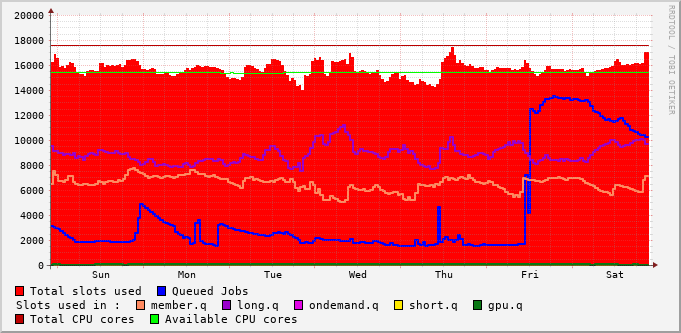 20000
18000
16000
14000
12000
10000
8000
6000
4000
2000
0
Sun Mon Tue Wed Thu Fri Sat
RRDTOOL / TOBI OETIKER
Total slots used Queued Jobs
Slots used in : member.q long.q ondemand.q short.q gpu.q
Total CPU cores Available CPU cores